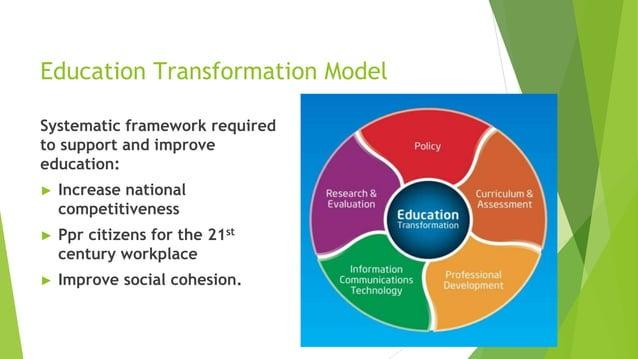 Education Transformation Model
Systematic framework required
to support and improve
education:
► Increase national
competitiveness
► Ppr citizens for the 21st
century workplace
► Improve social cohesion.
Policy
Curriculum &
Assessment
Professional
Development
Information
Communications
Technology
Research &
Evaluation
Education
Transformation